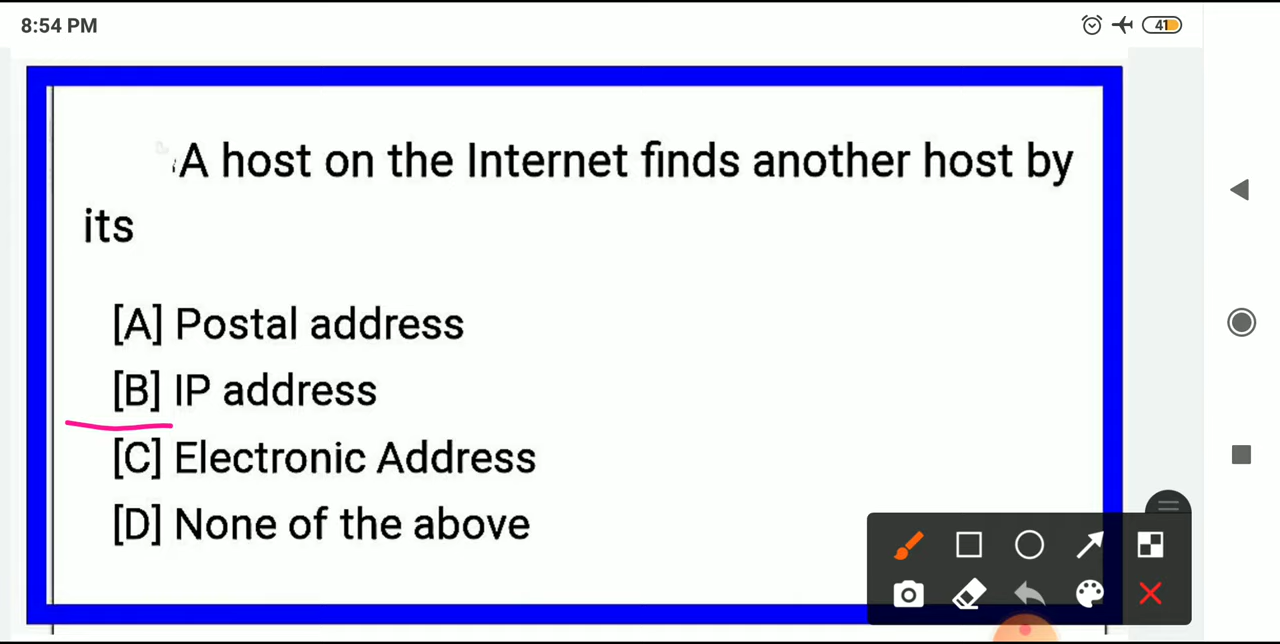 8:54 PM
41
A host on the Internet finds another host by
its
[A] Postal address
[B] IP address
[C] Electronic Address
[D] None of the above